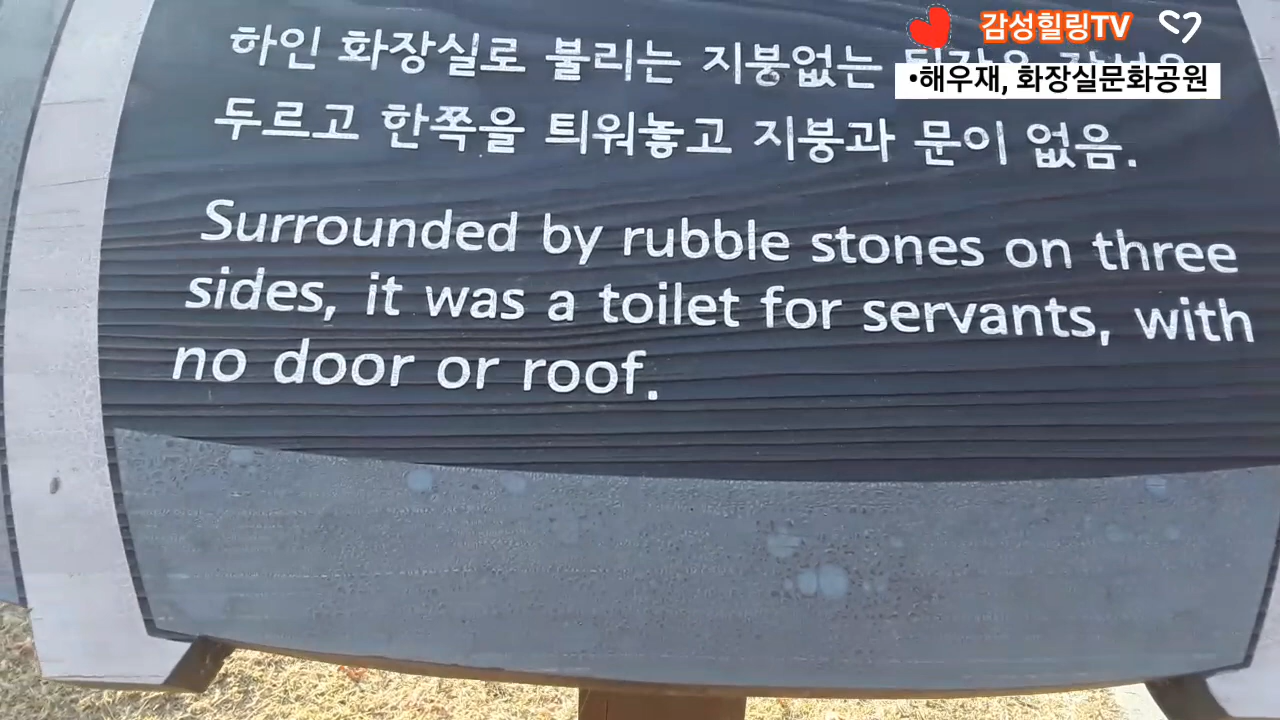 감성힐링TV
•해우재, 화장실문화공원
하인 화장실로 불리는 지붕없는
두르고 한쪽을 틔워놓고 지붕과 문이 없음.
Surrounded by rubble stones on three
sides, it was a toilet for servants, with
no door or roof.